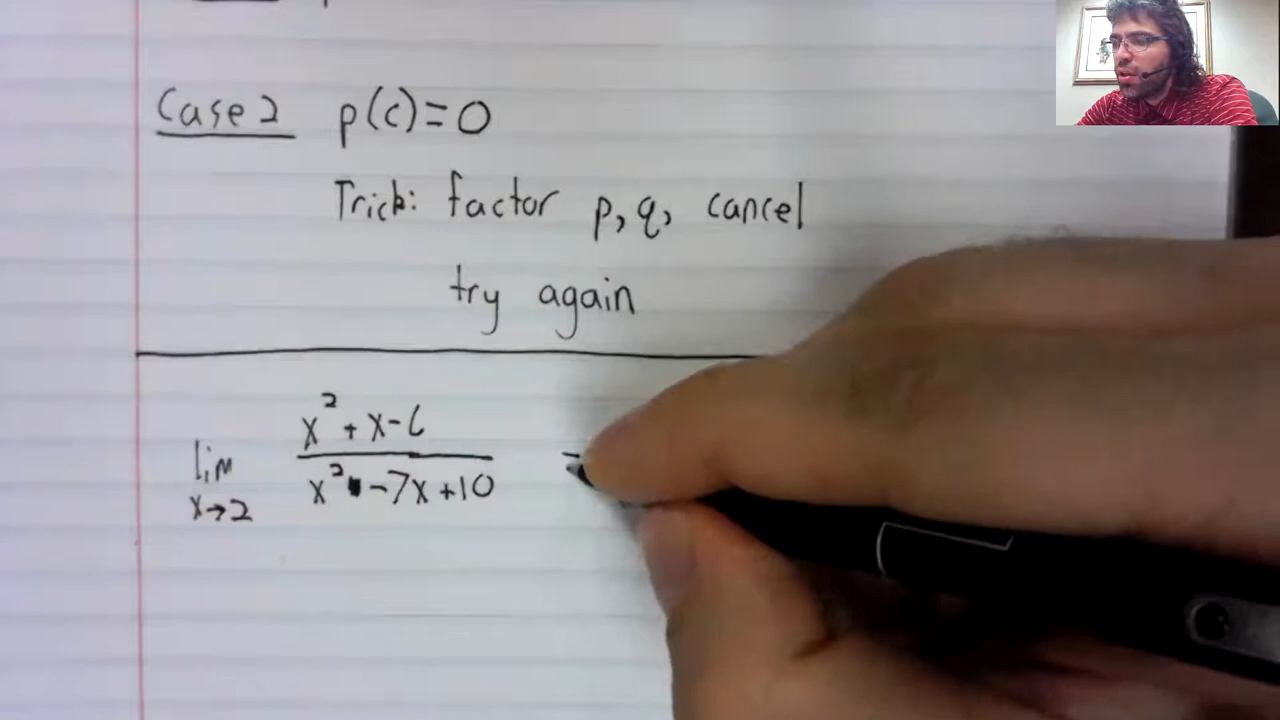 Case 2 p(c)=0
Trick: factor p, q, cancel
try again
lim x→2 x² + x - 6 / x² - 7x + 10 =